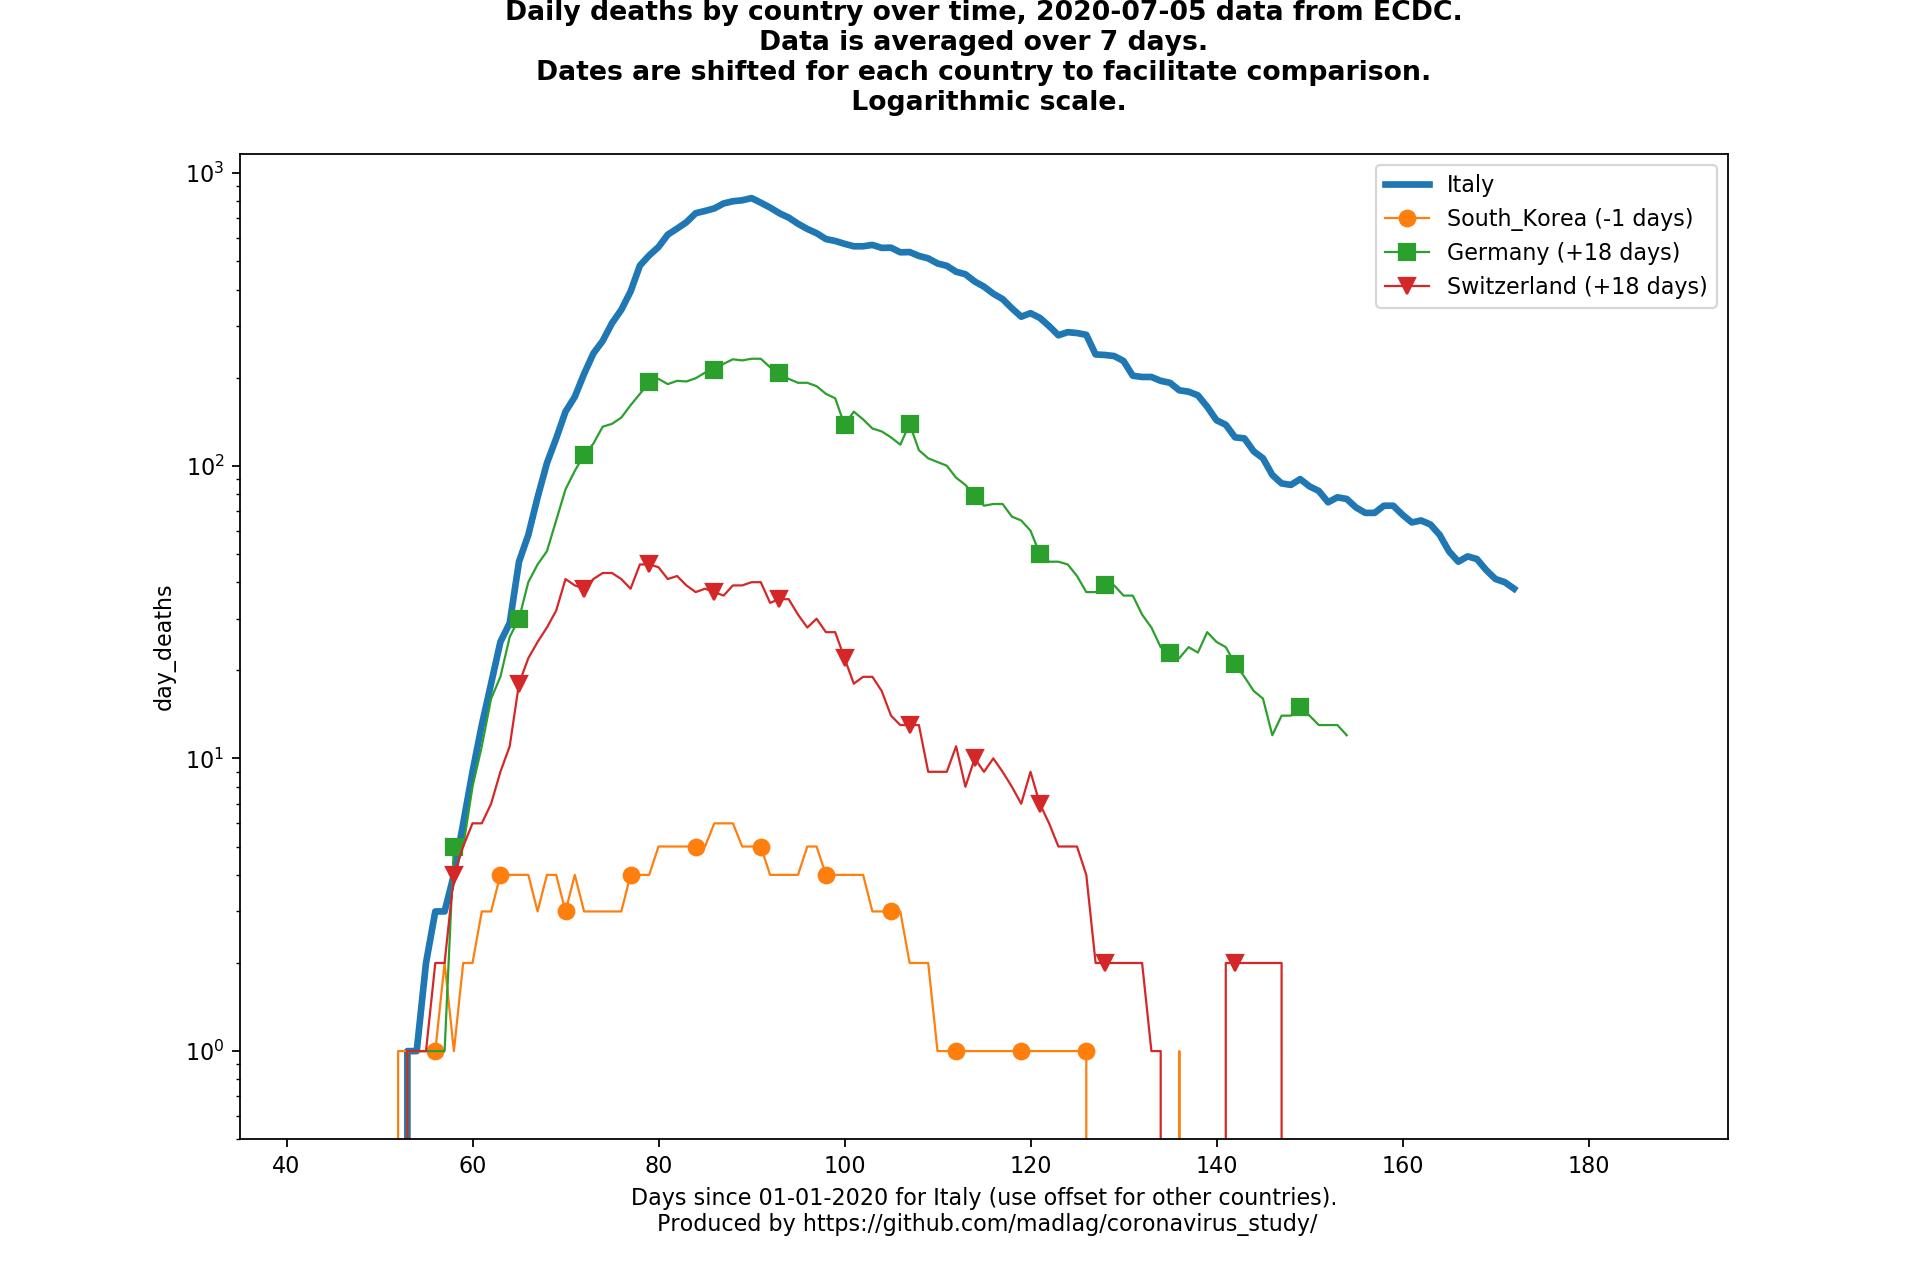 Daily deaths by country over time, 2020-07-05 data from ECDC.
Data is averaged over 7 days.
Dates are shifted for each country to facilitate comparison.
Logarithmic scale.
10³
10²
10¹
10⁰
day_deaths
Italy
South_Korea (-1 days)
Germany (+18 days)
Switzerland (+18 days)
40 60 80 100 120 140 160 180
Days since 01-01-2020 for Italy (use offset for other countries).
Produced by https://github.com/madlag/coronavirus_study/